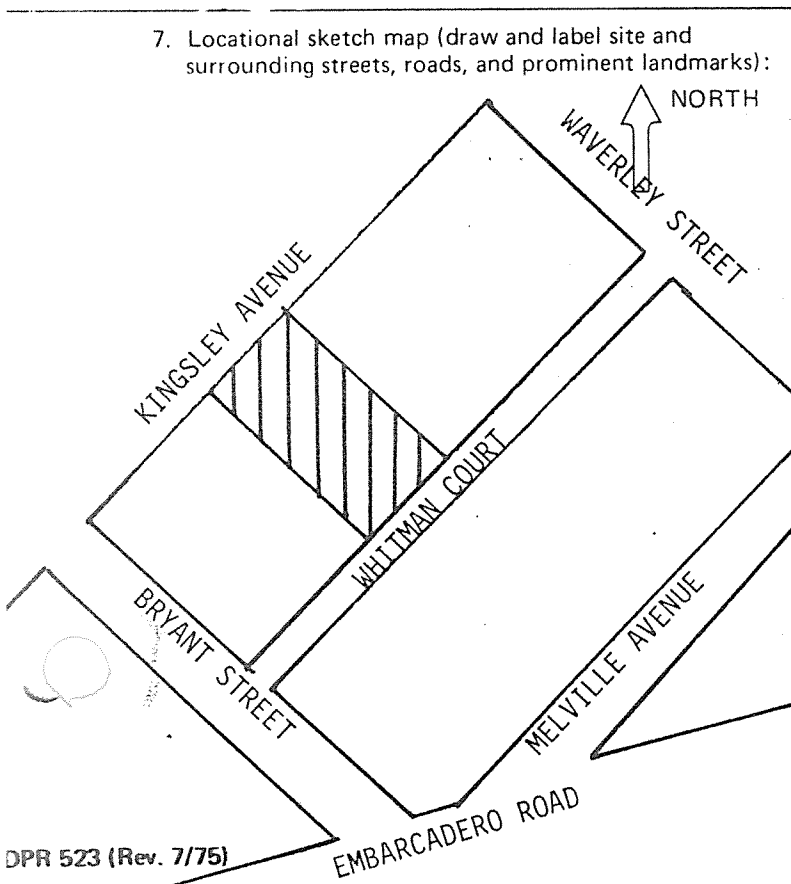 7. Locational sketch map (draw and label site and
surrounding streets, roads, and prominent landmarks):
NORTH
WAVERLEY STREET
KINGSLEY AVENUE
WHITMAN COURT
BRYANT STREET
MELVILLE AVENUE
EMBARCADERO ROAD
DPR 523 (Rev. 7/75)